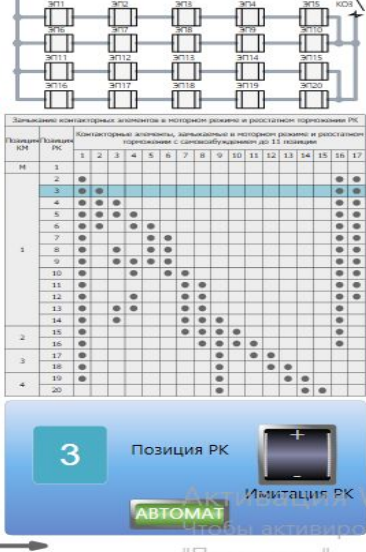 ЭП1 ЭП2 ЭП3 ЭП4 ЭП5 КОЗ
ЭП6 ЭП7 ЭП8 ЭП9 ЭП10
ЭП11 ЭП12 ЭП13 ЭП14 ЭП15
ЭП16 ЭП17 ЭП18 ЭП19 ЭП20
Замыкание контакторных элементов в моторном режиме и реостатном торможении РК
Позиция КМ Позиция РК Контакторные элементы, замыкаемые в моторном режиме и реостатном торможении с самовозбуждением до 11 позиции
1 2 3 4 5 6 7 8 9 10 11 12 13 14 15 16 17
М 1
2
3
4
5
6
7
1 8
9
10
11
12
13
14
2 15
16
3 17
18
4 19
20
3 Позиция РК
Имитация РК
АВТОМАТ
Активация
Чтобы активиро